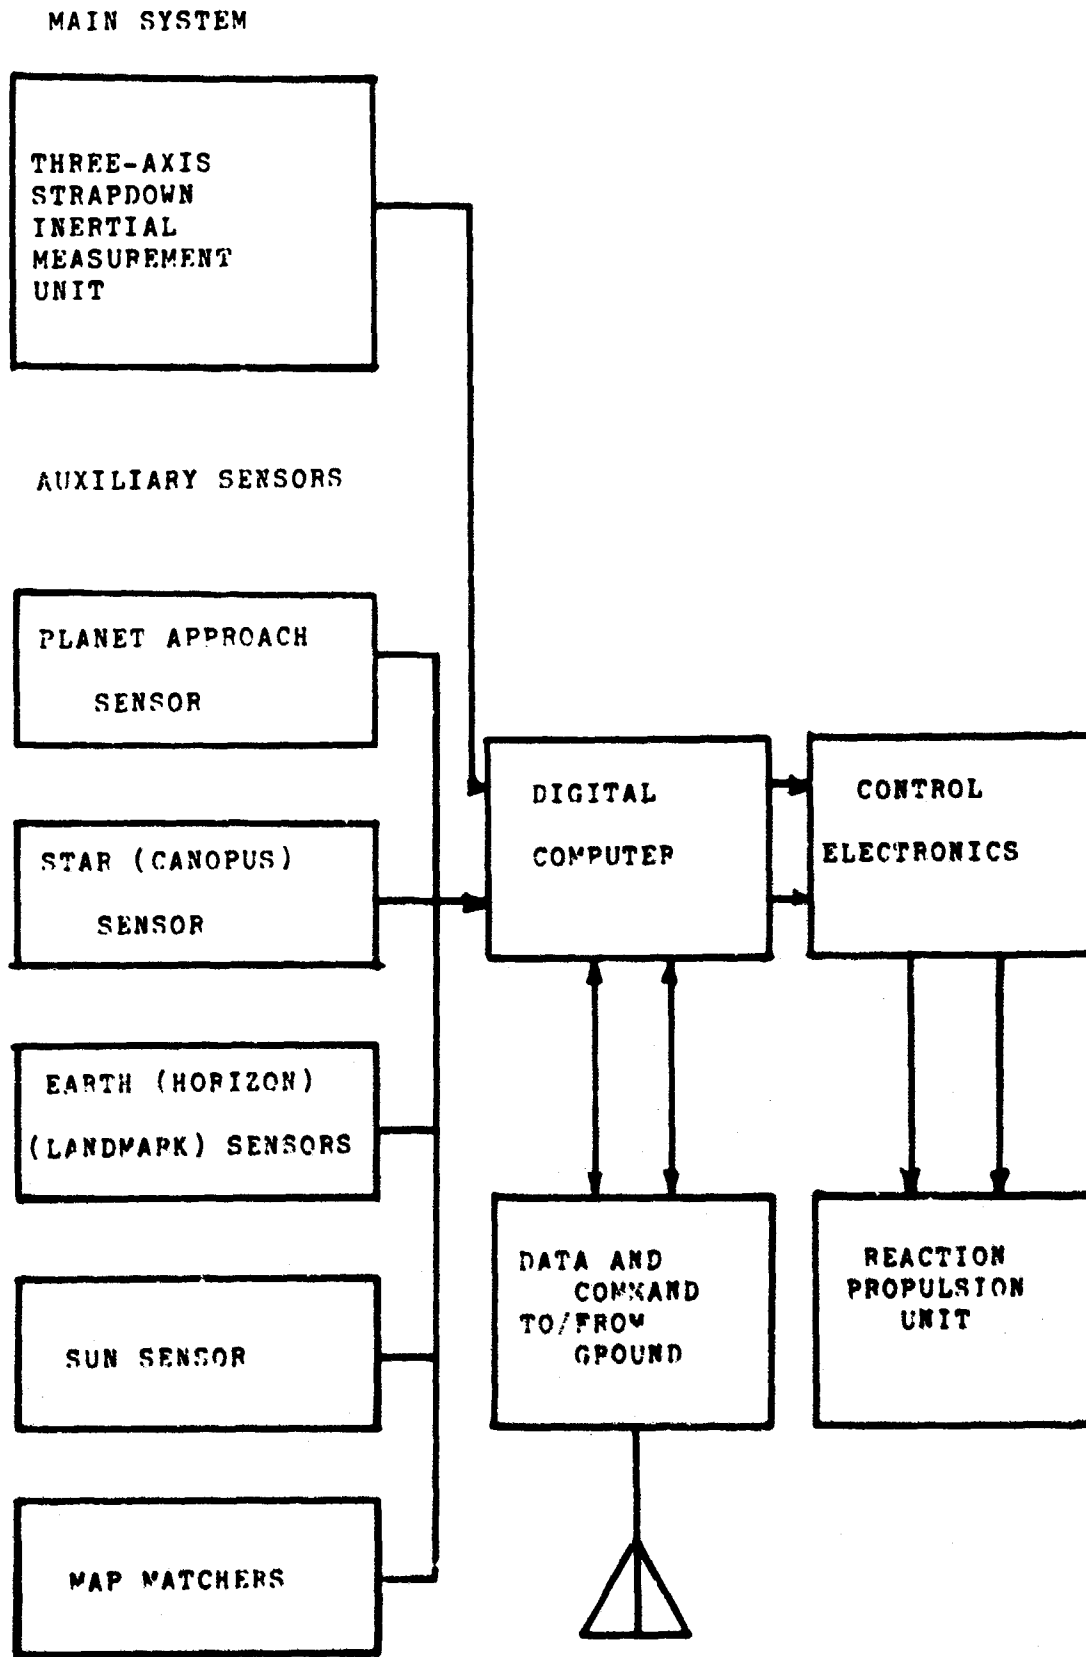 MAIN SYSTEM
THREE-AXIS
STRAPDOWN
INERTIAL
MEASUREMENT
UNIT
AUXILIARY SENSORS
PLANET APPROACH
SENSOR
STAR (CANOPUS)
SENSOR
EARTH (HORIZON)
(LANDMARK) SENSORS
SUN SENSOR
MAP MATCHERS
DIGITAL
COMPUTER
CONTROL
ELECTRONICS
DATA AND
COMMAND
TO/FROM
GROUND
REACTION
PROPULSION
UNIT